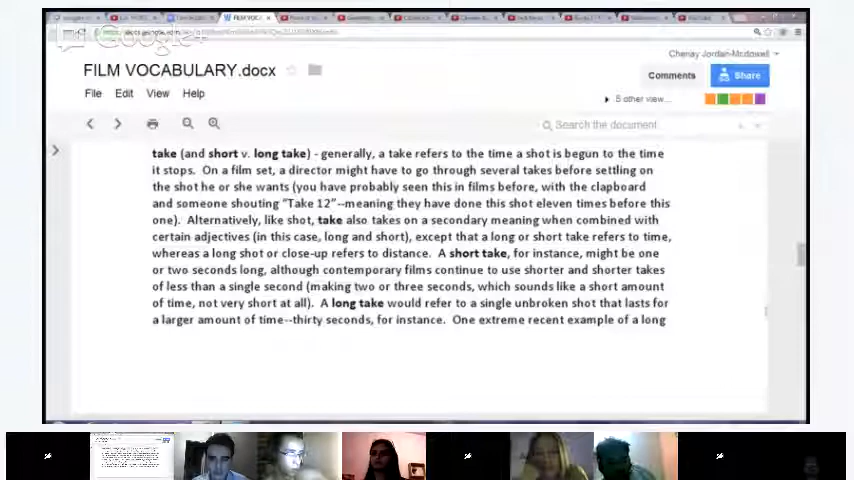 Google+
FILM VOCABULARY.docx
Chenay Jordan-Mcdowell
Comments
Share
File Edit View Help
5 other view...
Search the document
take (and short v. long take) - generally, a take refers to the time a shot is begun to the time
it stops. On a film set, a director might have to go through several takes before settling on
the shot he or she wants (you have probably seen this in films before, with the clapboard
and someone shouting "Take 12"--meaning they have done this shot eleven times before this
one). Alternatively, like shot, take also takes on a secondary meaning when combined with
certain adjectives (in this case, long and short), except that a long or short take refers to time,
whereas a long shot or close-up refers to distance. A short take, for instance, might be one
or two seconds long, although contemporary films continue to use shorter and shorter takes
of less than a single second (making two or three seconds, which sounds like a short amount
of time, not very short at all). A long take would refer to a single unbroken shot that lasts for
a larger amount of time--thirty seconds, for instance. One extreme recent example of a long